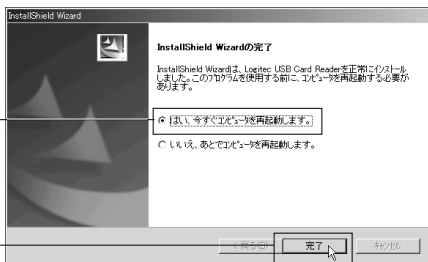 InstallShield Wizard
InstallShield Wizardの完了
InstallShield Wizardは、Logitec USB Card Readerを正常にインストール
しました。このプログラムを使用する前に、コンピュータを再起動する必要が
あります。
はい、今すぐコンピュータを再起動します。
いいえ、あとでコンピュータを再起動します。
< 戻る(B)
完了
キャンセル